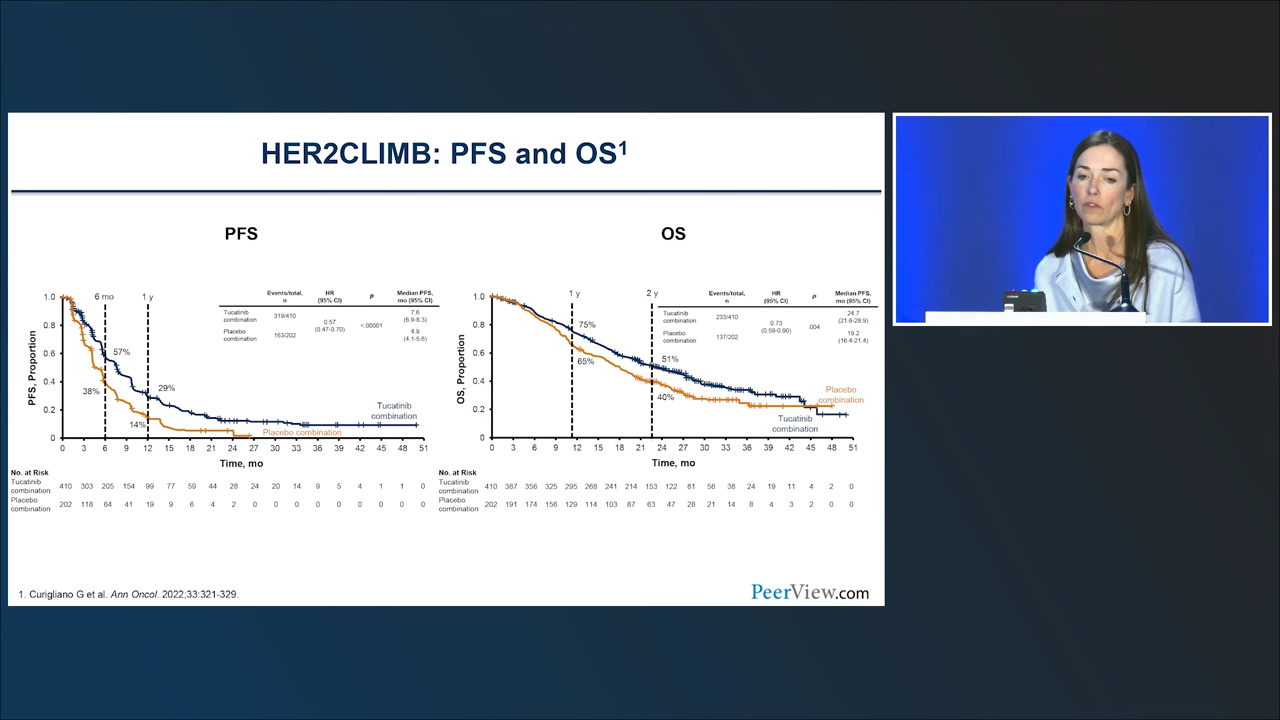 HER2CLIMB: PFS and OS1
PFS
Events/total, n
HR (95% CI)
P
Median PFS, mo (95% CI)
Tucatinib combination
319/410
0.57 (0.47-0.70)
<.00001
7.6 (6.9-8.3)
Placebo combination
163/202
4.9 (4.1-5.6)
PFS, Proportion
1.0
0.8
0.6
0.4
0.2
0
6 mo
1 y
57%
38%
29%
14%
Tucatinib combination
Placebo combination
0 3 6 9 12 15 18 21 24 27 30 33 36 39 42 45 48 51
Time, mo
No. at Risk
Tucatinib combination 410 303 205 154 99 77 59 44 28 24 20 14 9 5 4 1 1 0
Placebo combination 202 118 64 41 19 9 6 4 2 0 0 0 0 0 0 0 0 0
OS
Events/total, n
HR (95% CI)
P
Median PFS, mo (95% CI)
Tucatinib combination
233/410
0.73 (0.59-0.90)
.004
24.7 (21.6-28.9)
Placebo combination
137/202
19.2 (16.4-21.4)
OS, Proportion
1.0
0.8
0.6
0.4
0.2
0
1 y
2 y
75%
65%
51%
40%
Placebo combination
Tucatinib combination
0 3 6 9 12 15 18 21 24 27 30 33 36 39 42 45 48 51
Time, mo
No. at Risk
Tucatinib combination 410 387 356 325 295 268 241 214 153 122 81 56 38 24 19 11 4 2 0
Placebo combination 202 191 174 156 129 114 103 87 63 47 28 21 14 8 4 3 2 0 0
1. Curigliano G et al. Ann Oncol. 2022;33:321-329.
PeerView.com